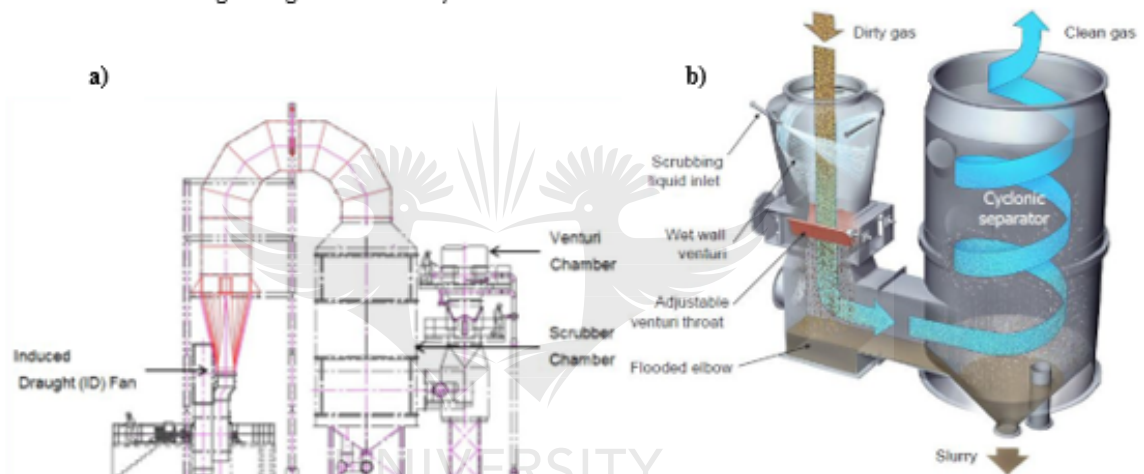 a)
Venturi
Chamber
Scrubber
Chamber
Induced
Draught (ID) Fan
b)
Dirty gas
Clean gas
Scrubbing
liquid inlet
Cyclonic
separator
Wet wall
venturi
Adjustable
venturi throat
Flooded elbow
Slurry
UNIVERSITY